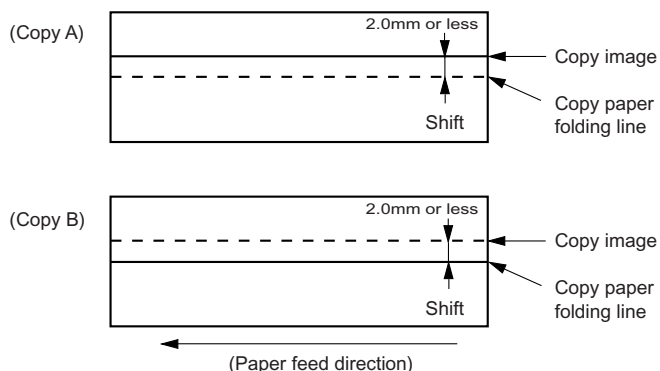 (Copy A)
2.0mm or less
Copy image
Copy paper
folding line
Shift
(Copy B)
2.0mm or less
Copy image
Copy paper
folding line
Shift
(Paper feed direction)